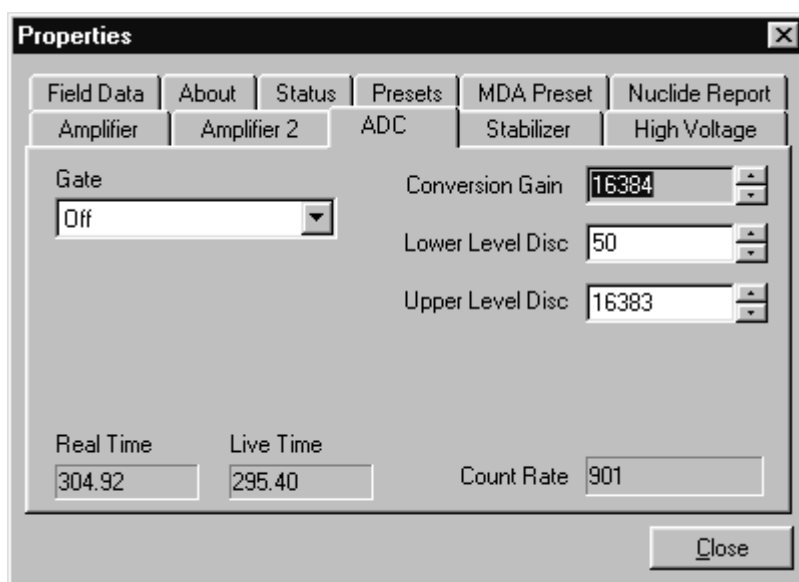 Properties
Field Data About Status Presets MDA Preset Nuclide Report
Amplifier Amplifier 2 ADC Stabilizer High Voltage
Gate
Off
Conversion Gain 16384
Lower Level Disc 50
Upper Level Disc 16383
Real Time Live Time
304.92 295.40
Count Rate 901
Close